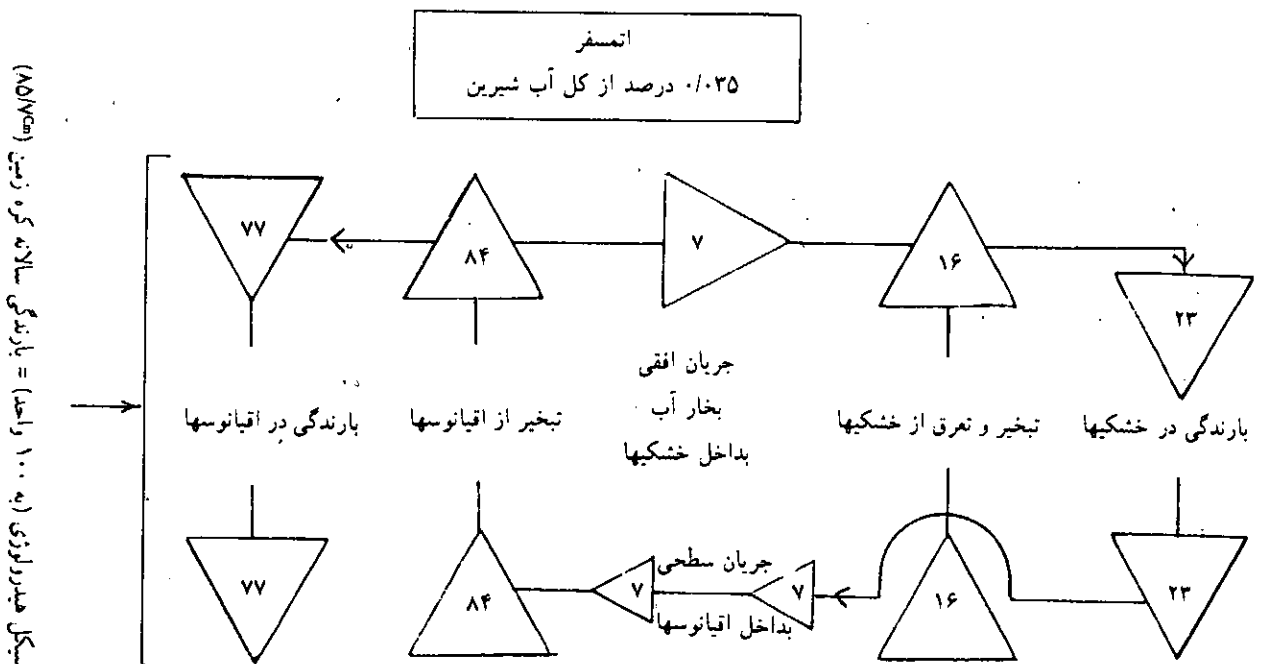 اتمسفر
۰/۰۳۵ درصد از کل آب شیرین
۷۷
۸۴
۷
۱۶
۲۳
بارندگی در اقیانوسها
تبخیر از اقیانوسها
جریان افقی
بخار آب
بداخل خشکیها
تبخیر و تعرق از خشکیها
بارندگی در خشکیها
۷۷
۸۴
۷
جریان سطحی
بداخل اقیانوسها
۷
۱۶
۲۳
سیکل هیدرولوژی (به ۱۰۰ واحد) = بارندگی سالانه کره زمین (۸۵/۷Cm)